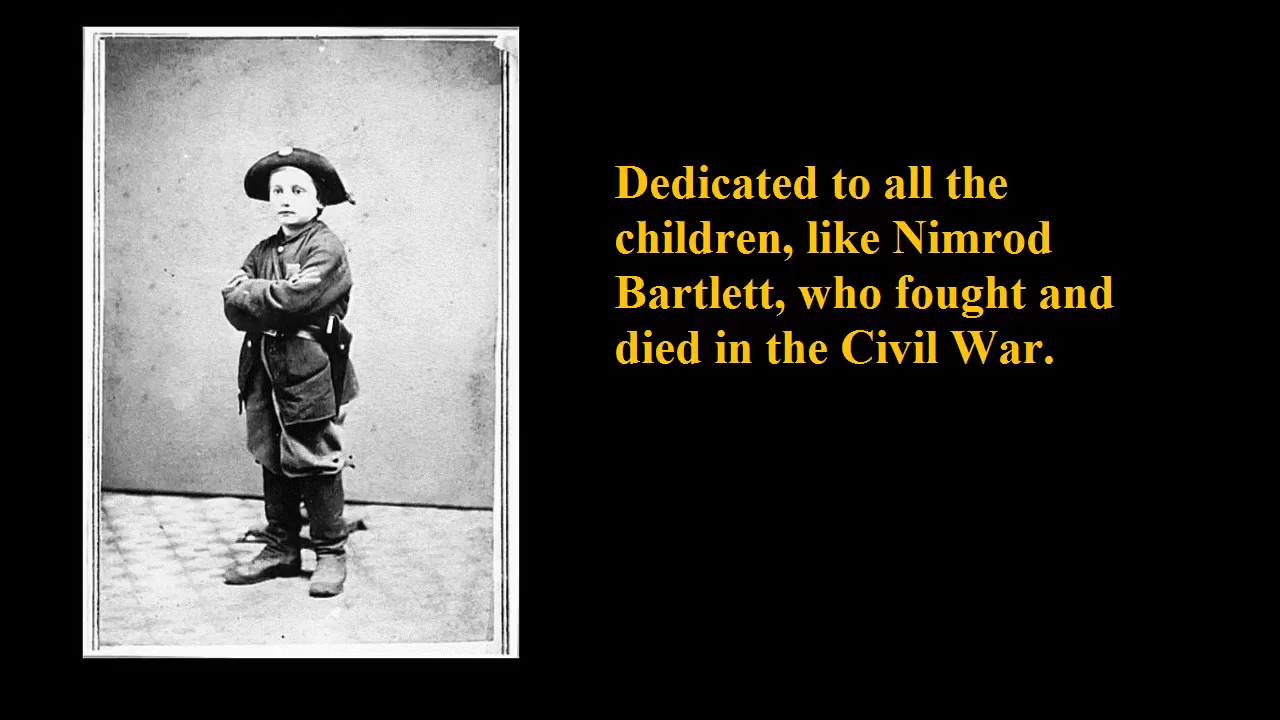 Dedicated to all the
children, like Nimrod
Bartlett, who fought and
died in the Civil War.